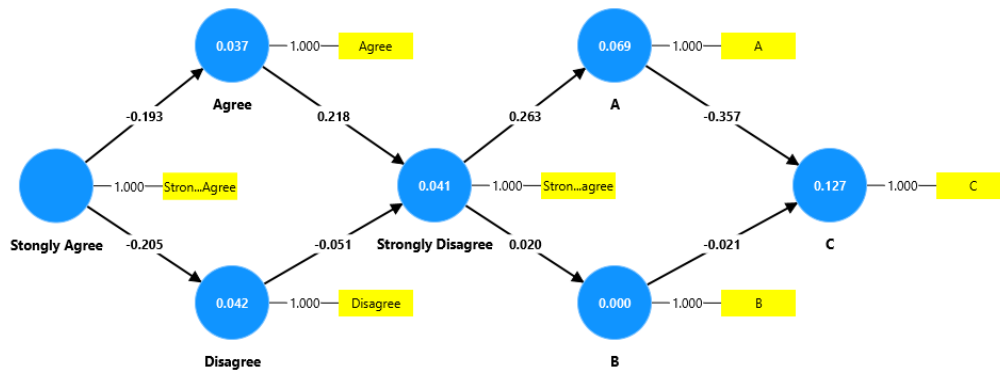 0.037
1.000
Agree
Agree
-0.193
0.218
1.000
Stron...Agree
Stongly Agree
-0.205
-0.051
0.042
1.000
Disagree
Disagree
0.041
1.000
Stron...agree
Strongly Disagree
0.263
0.020
0.069
1.000
A
A
-0.357
0.000
1.000
B
B
-0.021
0.127
1.000
C
C